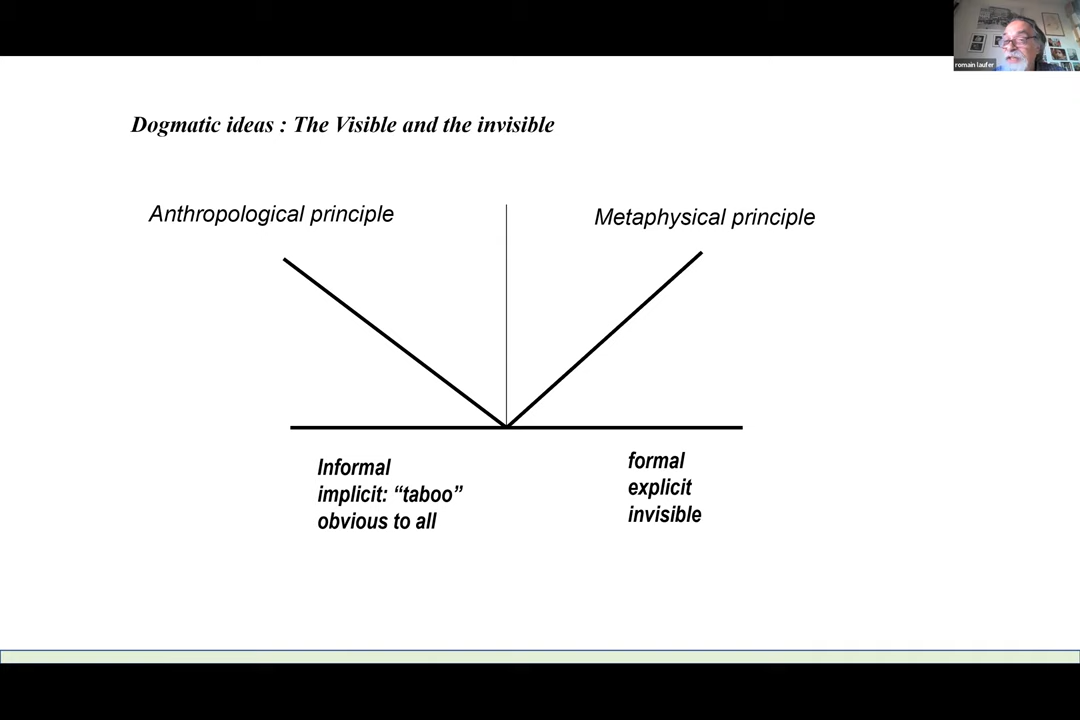 romain laufer
Dogmatic ideas : The Visible and the invisible
Anthropological principle
Metaphysical principle
Informal
implicit: “taboo”
obvious to all
formal
explicit
invisible